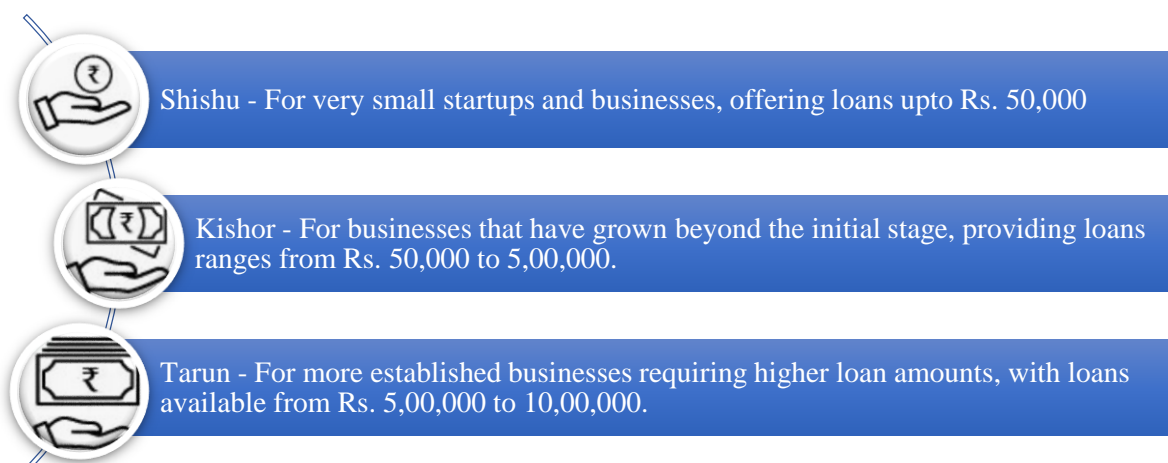 ₹
Shishu - For very small startups and businesses, offering loans upto Rs. 50,000
₹
Kishor - For businesses that have grown beyond the initial stage, providing loans
ranges from Rs. 50,000 to 5,00,000.
₹
Tarun - For more established businesses requiring higher loan amounts, with loans
available from Rs. 5,00,000 to 10,00,000.